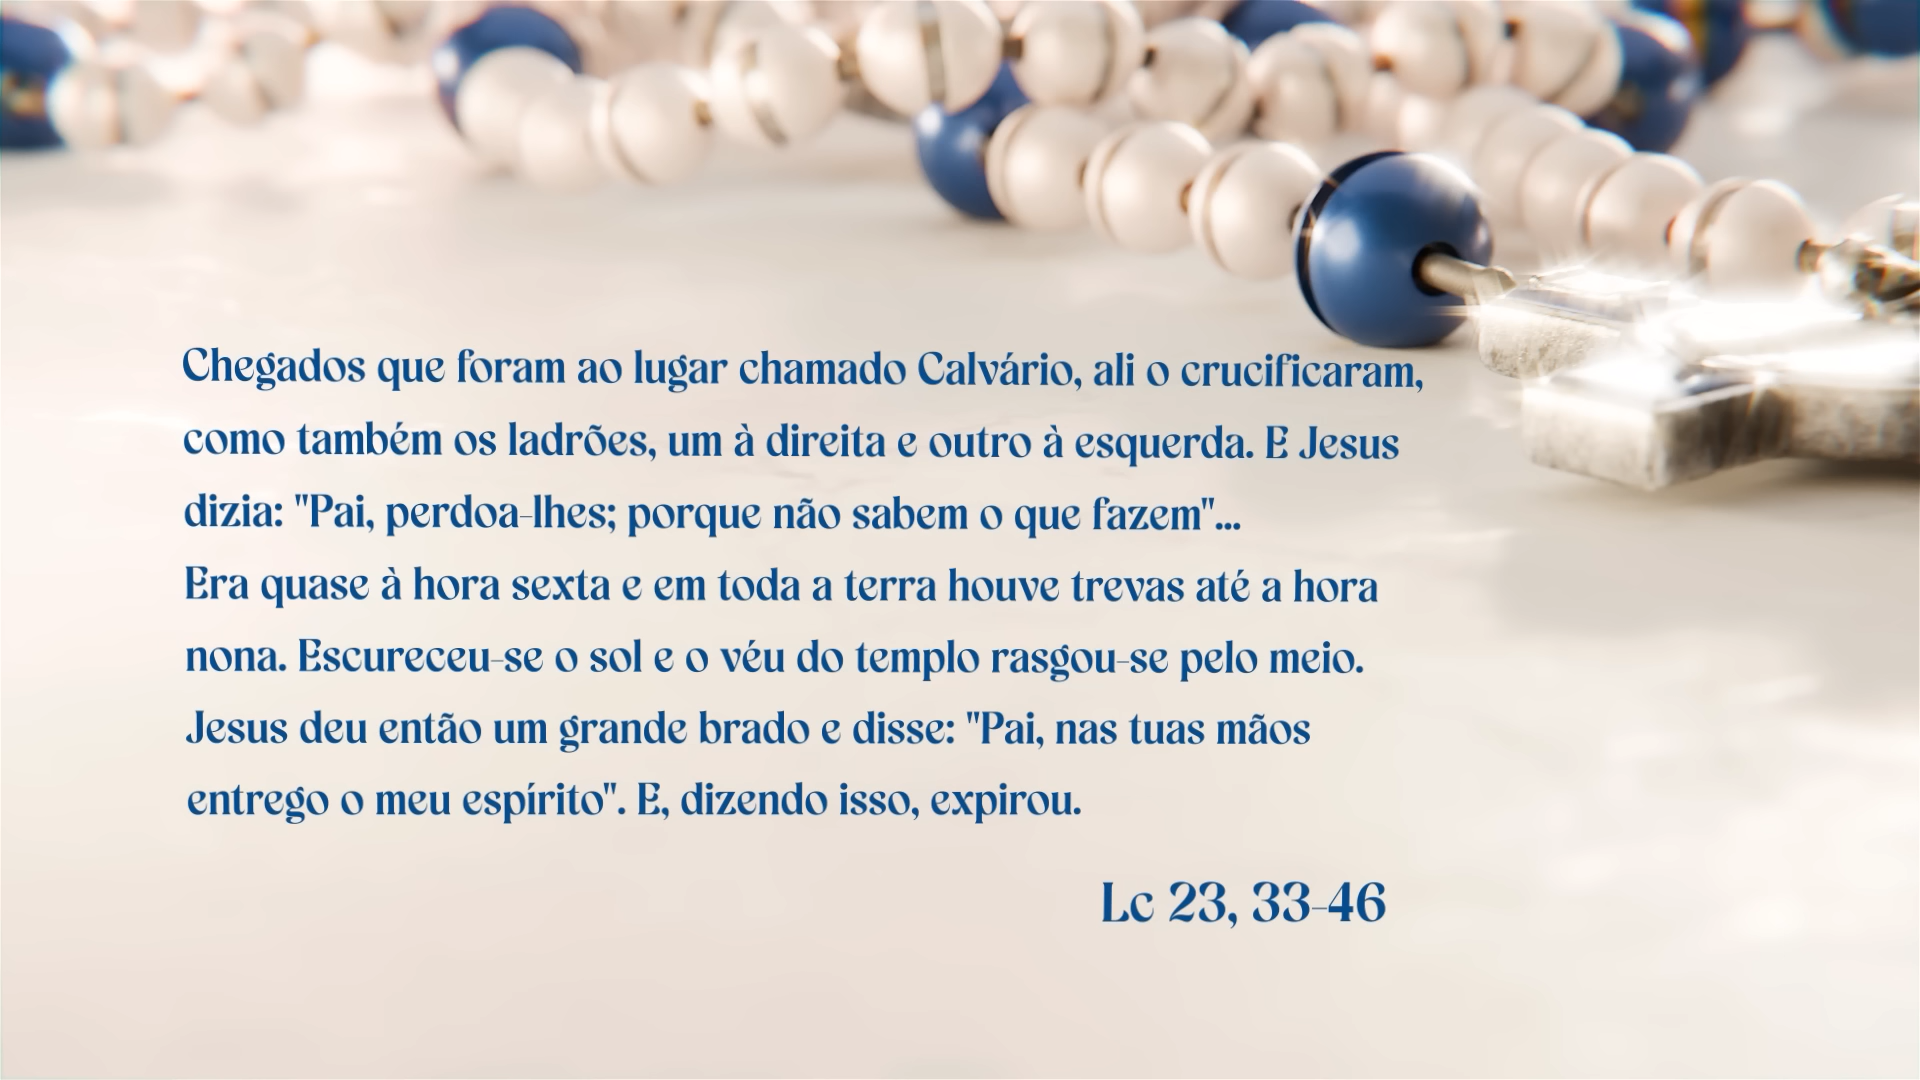 Chegados que foram ao lugar chamado Calvário, ali o crucificaram,
como também os ladrões, um à direita e outro à esquerda. E Jesus
dizia: "Pai, perdoa-lhes; porque não sabem o que fazem"...
Era quase à hora sexta e em toda a terra houve trevas até a hora
nona. Escureceu-se o sol e o véu do templo rasgou-se pelo meio.
Jesus deu então um grande brado e disse: "Pai, nas tuas mãos
entrego o meu espírito". E, dizendo isso, expirou.
Lc 23, 33-46